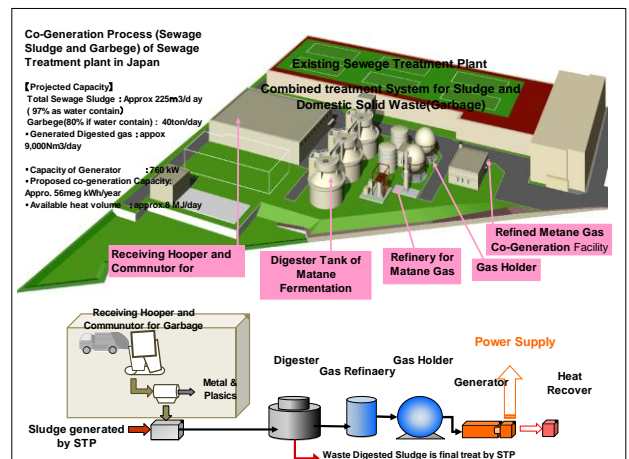 Co-Generation Process (Sewage
Sludge and Garbege) of Sewage
Treatment plant in Japan
【Projected Capacity】
Total Sewage Sludge : Approx 225m3/d ay
( 97% as water contain)
Garbege(80% if water contain) : 40ton/day
• Generated Digested gas : appox
9,000Nm3/day
• Capacity of Generator : 760 kW
• Proposed co-generation Capacity:
Appro. 56meg kWh/year
• Available heat volume : approx.8 MJ/day
Existing Sewege Treatment Plant
Combined treatment System for Sludge and
Domestic Solid Waste(Garbage)
Receiving Hooper and
Commnutor for
Digester Tank of
Matane
Fermentation
Refinery for
Matane Gas
Gas Holder
Refined Metane Gas
Co-Generation Facility
Receiving Hooper and
Communutor for Garbage
Metal &
Plasics
Sludge generated
by STP
Digester
Gas Refinaery
Gas Holder
Generator
Power Supply
Heat
Recover
Waste Digested Sludge is final treat by STP